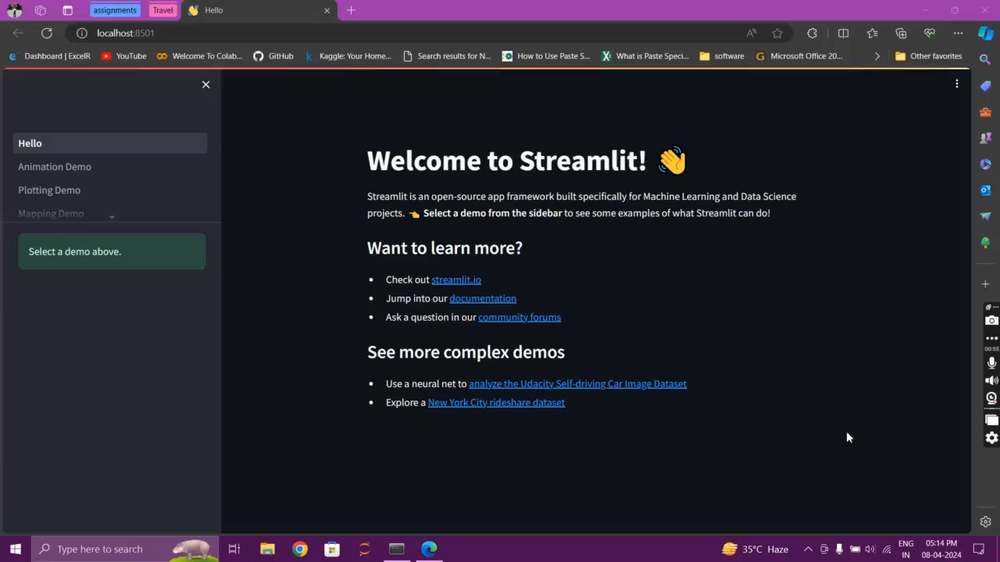 assignments
Travel
Hello
localhost:8501
Dashboard | ExcelR
YouTube
Welcome To Colab...
GitHub
Kaggle: Your Home...
Search results for N...
How to Use Paste S...
What is Paste Speci...
software
Microsoft Office 20...
Other favorites
Hello
Animation Demo
Plotting Demo
Mapping Demo
Select a demo above.
Welcome to Streamlit! 👋
Streamlit is an open-source app framework built specifically for Machine Learning and Data Science
projects. 👈 Select a demo from the sidebar to see some examples of what Streamlit can do!
Want to learn more?
• Check out streamlit.io
• Jump into our documentation
• Ask a question in our community forums
See more complex demos
• Use a neural net to analyze the Udacity Self-driving Car Image Dataset
• Explore a New York City rideshare dataset
00:55
Type here to search
35°C Haze
ENG
IN
05:14 PM
08-04-2024